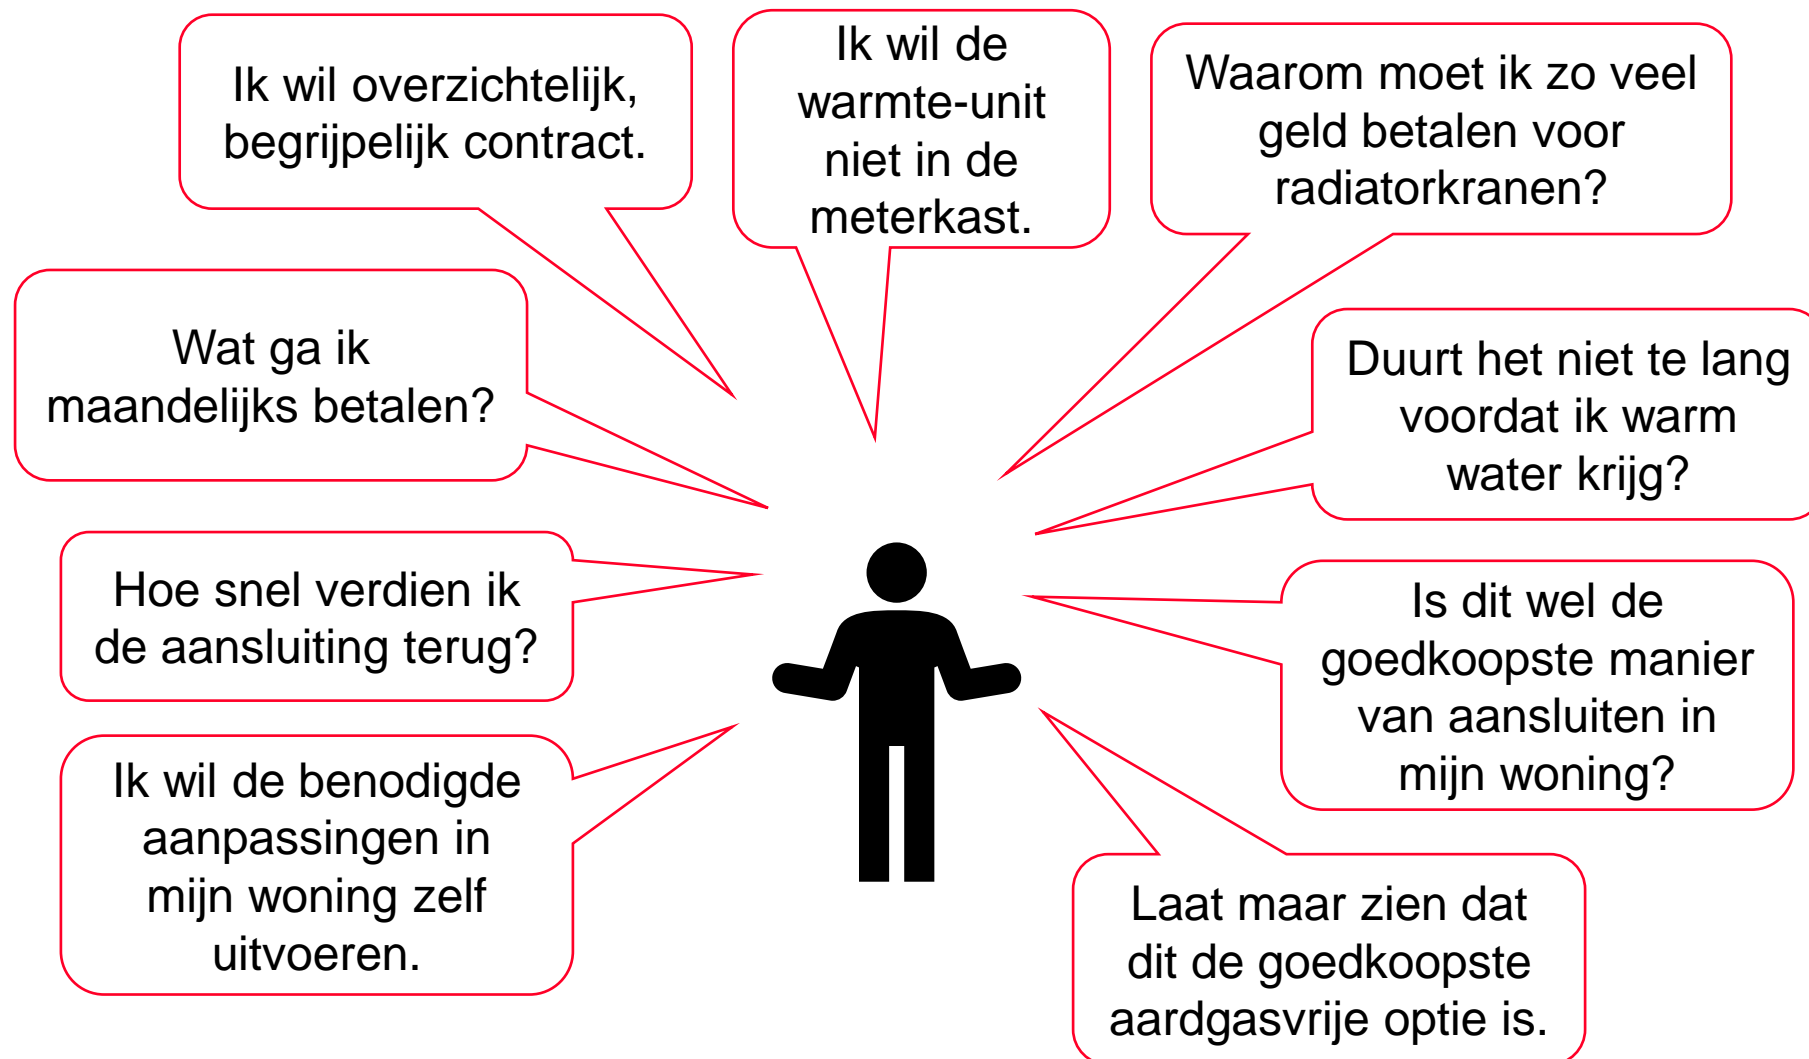 Ik wil overzichtelijk,
begrijpelijk contract.
Ik wil de
warmte-unit
niet in de
meterkast.
Waarom moet ik zo veel
geld betalen voor
radiatorkranen?
Wat ga ik
maandelijks betalen?
Duurt het niet te lang
voordat ik warm
water krijg?
Hoe snel verdien ik
de aansluiting terug?
Is dit wel de
goedkoopste manier
van aansluiten in
mijn woning?
Ik wil de benodigde
aanpassingen in
mijn woning zelf
uitvoeren.
Laat maar zien dat
dit de goedkoopste
aardgasvrije optie is.